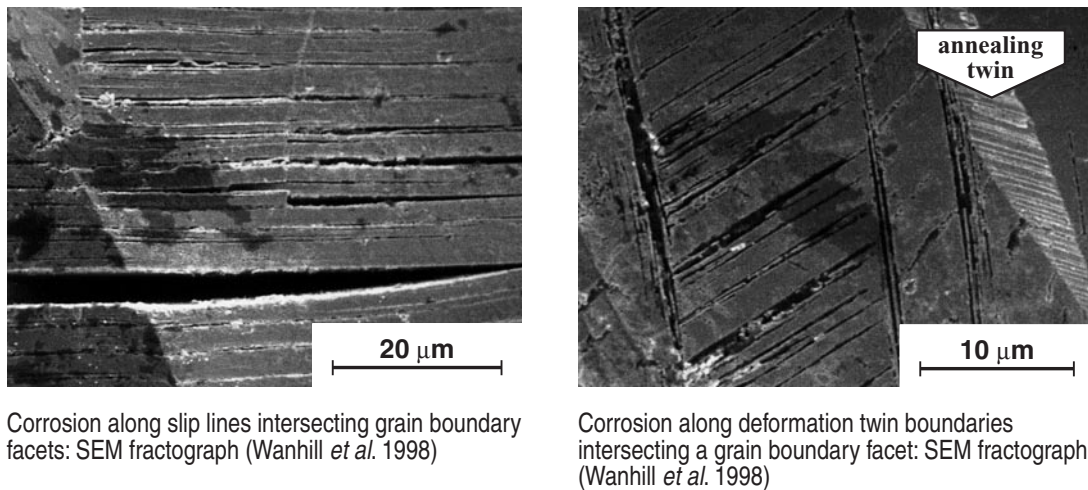 20 μm
Corrosion along slip lines intersecting grain boundary
facets: SEM fractograph (Wanhill et al. 1998)
annealing
twin
10 μm
Corrosion along deformation twin boundaries
intersecting a grain boundary facet: SEM fractograph
(Wanhill et al. 1998)